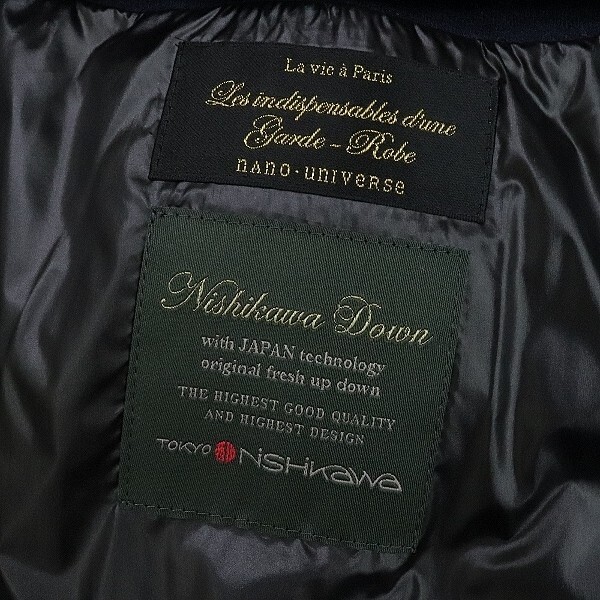 La vie à Paris
Les indispensables d'une
Garde - Robe
nano·universe
Nishikawa Down
with JAPAN technology
original fresh up down
THE HIGHEST GOOD QUALITY
AND HIGHEST DESIGN
TOKYO NiSHiKaWa